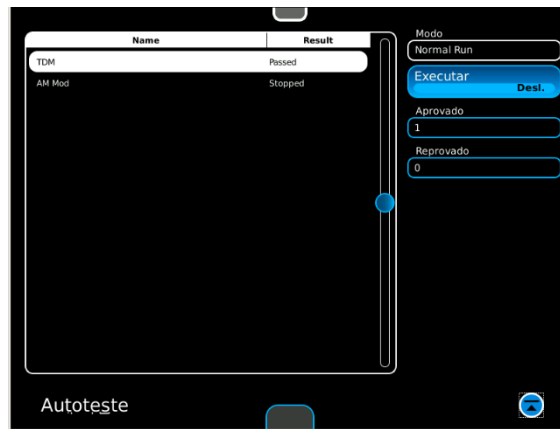 Name Result
TDM Passed
AM Mod Stopped
Modo
Normal Run
Executar
Desl.
Aprovado
1
Reprovado
0
Autoteste